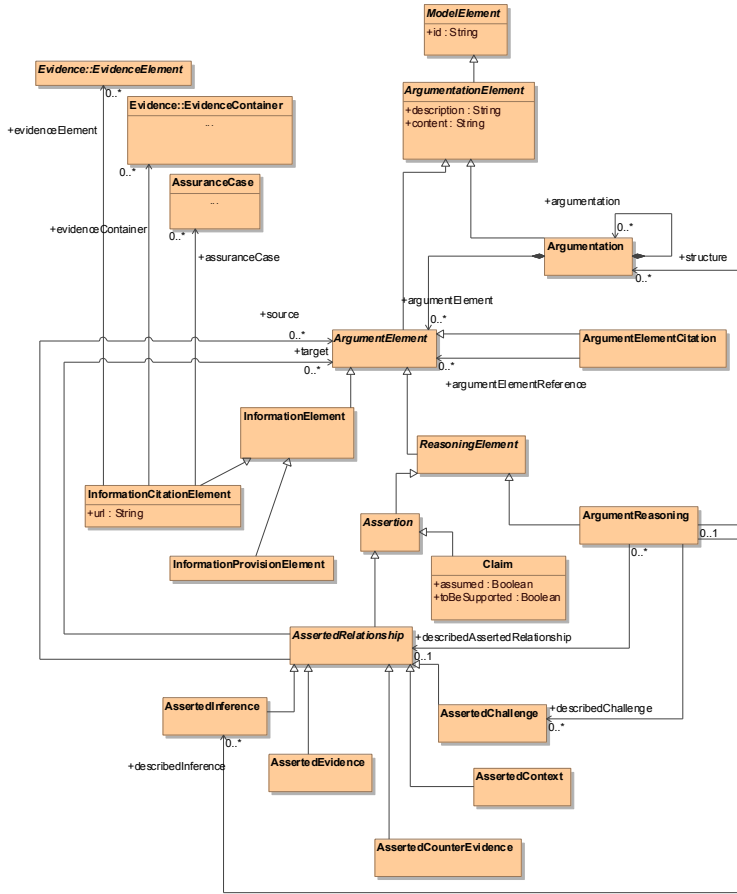 ModelElement
+id : String
Evidence::EvidenceElement
0..*
Evidence::EvidenceContainer
...
ArgumentationElement
+description : String
+content : String
+evidenceElement
0..*
AssuranceCase
...
+argumentation
0..*
+evidenceContainer
0..*
Argumentation
+structure
+assuranceCase
0..*
+argumentElement
+source
0..*
0..*
ArgumentElement
ArgumentElementCitation
+target
0..*
0..*
+argumentElementReference
InformationElement
ReasoningElement
InformationCitationElement
+url : String
Assertion
ArgumentReasoning
0..1
0..*
InformationProvisionElement
Claim
+assumed : Boolean
+toBeSupported : Boolean
AssertedRelationship
+describedAssertedRelationship
0..1
AssertedInference
AssertedChallenge
+describedChallenge
0..*
0..*
+describedInference
AssertedEvidence
AssertedContext
AssertedCounterEvidence